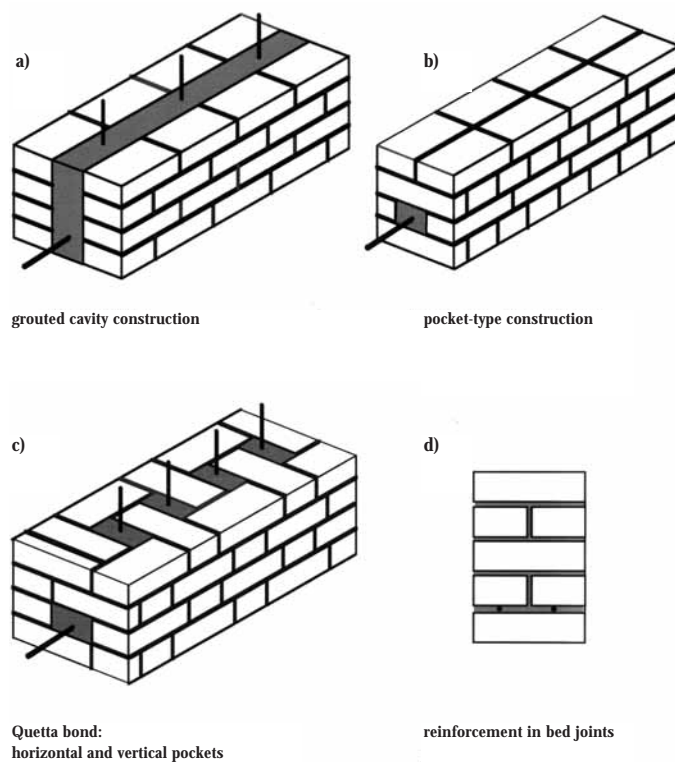 a)
b)
grouted cavity construction
pocket-type construction
c)
d)
Quetta bond:
horizontal and vertical pockets
reinforcement in bed joints